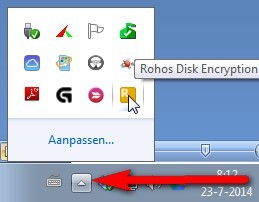 Rohos Disk Encryption
Aanpassen...
8:12
23-7-2014